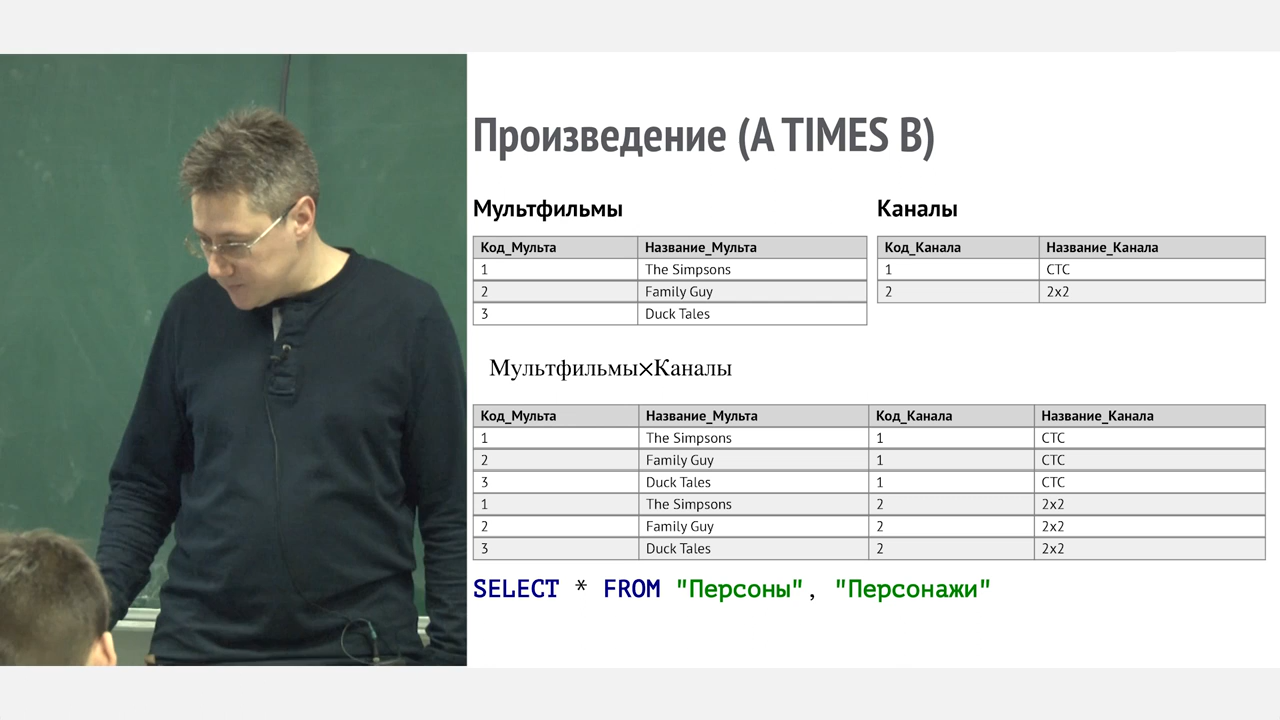 Произведение (A TIMES B)
Мультфильмы
Код_Мульта Название_Мульта
1 The Simpsons
2 Family Guy
3 Duck Tales
Каналы
Код_Канала Название_Канала
1 СТС
2 2x2
Мультфильмы×Каналы
Код_Мульта Название_Мульта Код_Канала Название_Канала
1 The Simpsons 1 СТС
2 Family Guy 1 СТС
3 Duck Tales 1 СТС
1 The Simpsons 2 2x2
2 Family Guy 2 2x2
3 Duck Tales 2 2x2
SELECT * FROM "Персоны", "Персонажи"